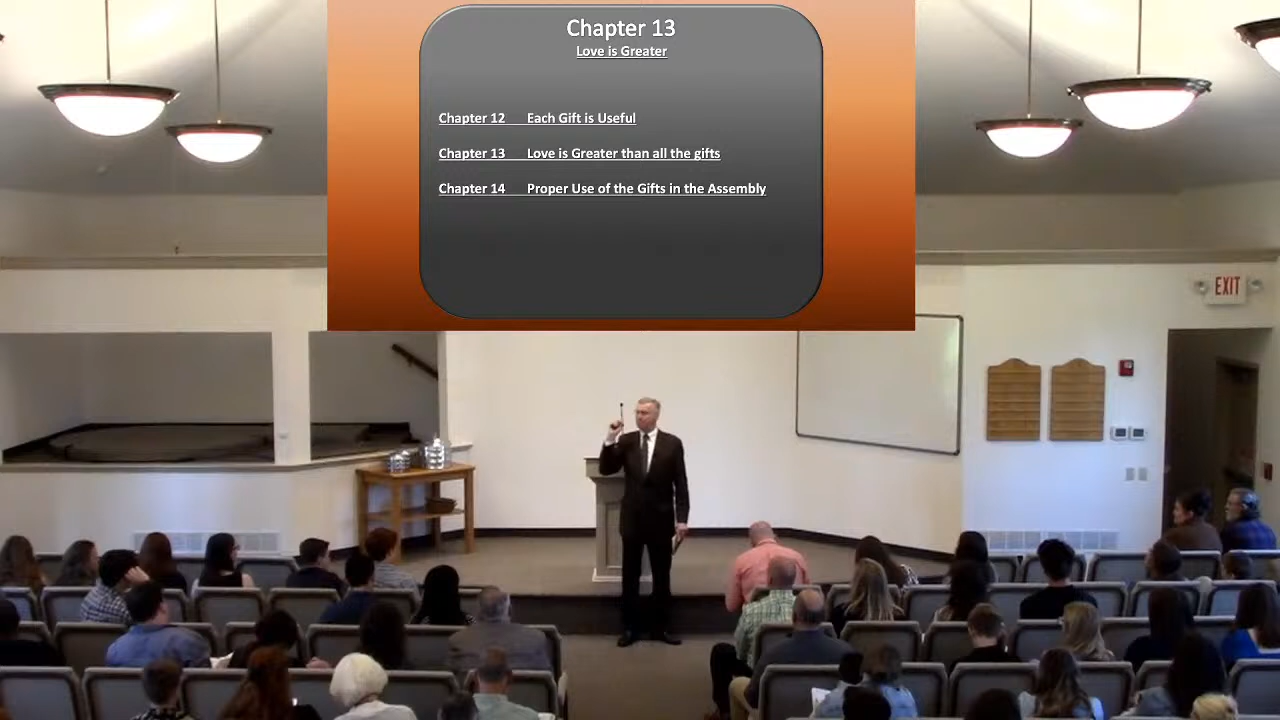 Chapter 13
Love is Greater
Chapter 12 Each Gift is Useful
Chapter 13 Love is Greater than all the gifts
Chapter 14 Proper Use of the Gifts in the Assembly
EXIT